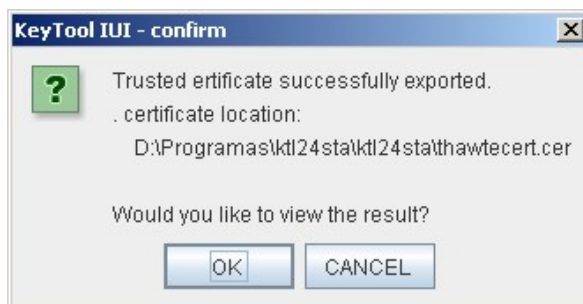 KeyTool IUI - confirm
Trusted ertificate successfully exported.
. certificate location:
D:\Programas\ktl24sta\ktl24sta\thawtecert.cer
Would you like to view the result?
OK CANCEL